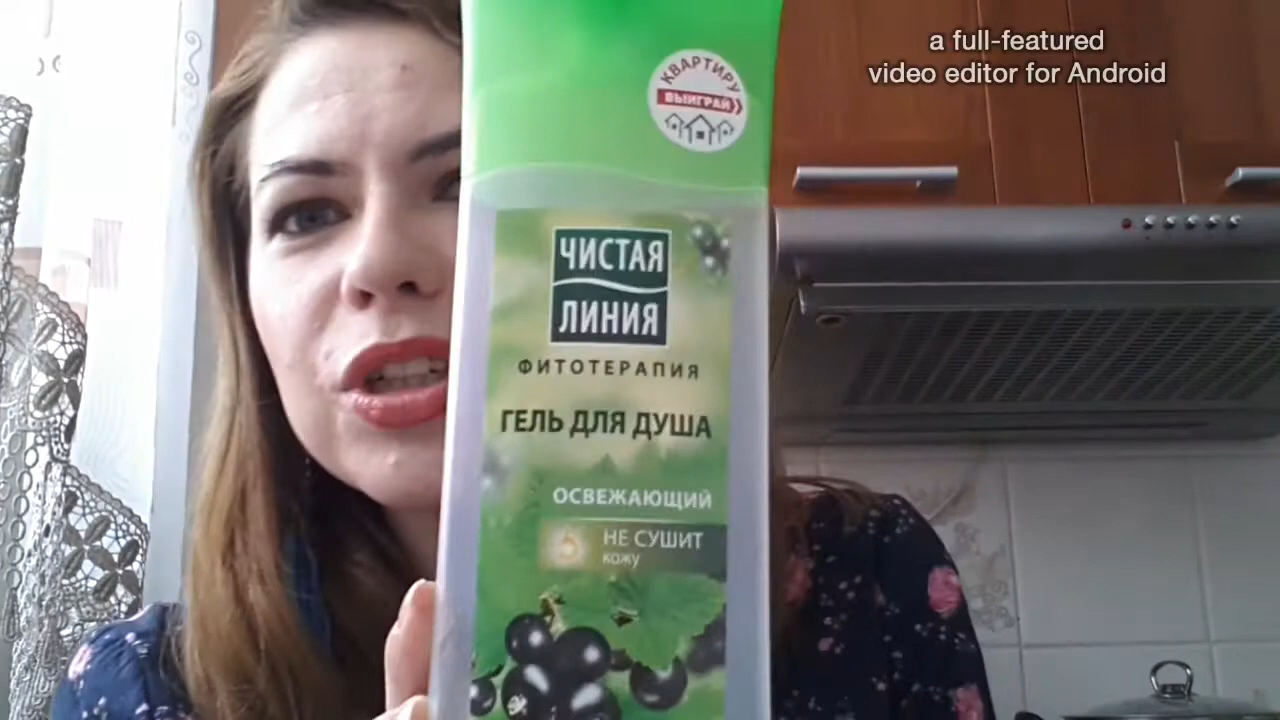 a full-featured
video editor for Android
КВАРТИРУ
ВЫИГРАЙ
ЧИСТАЯ
ЛИНИЯ
ФИТОТЕРАПИЯ
ГЕЛЬ ДЛЯ ДУША
ОСВЕЖАЮЩИЙ
НЕ СУШИТ
кожу